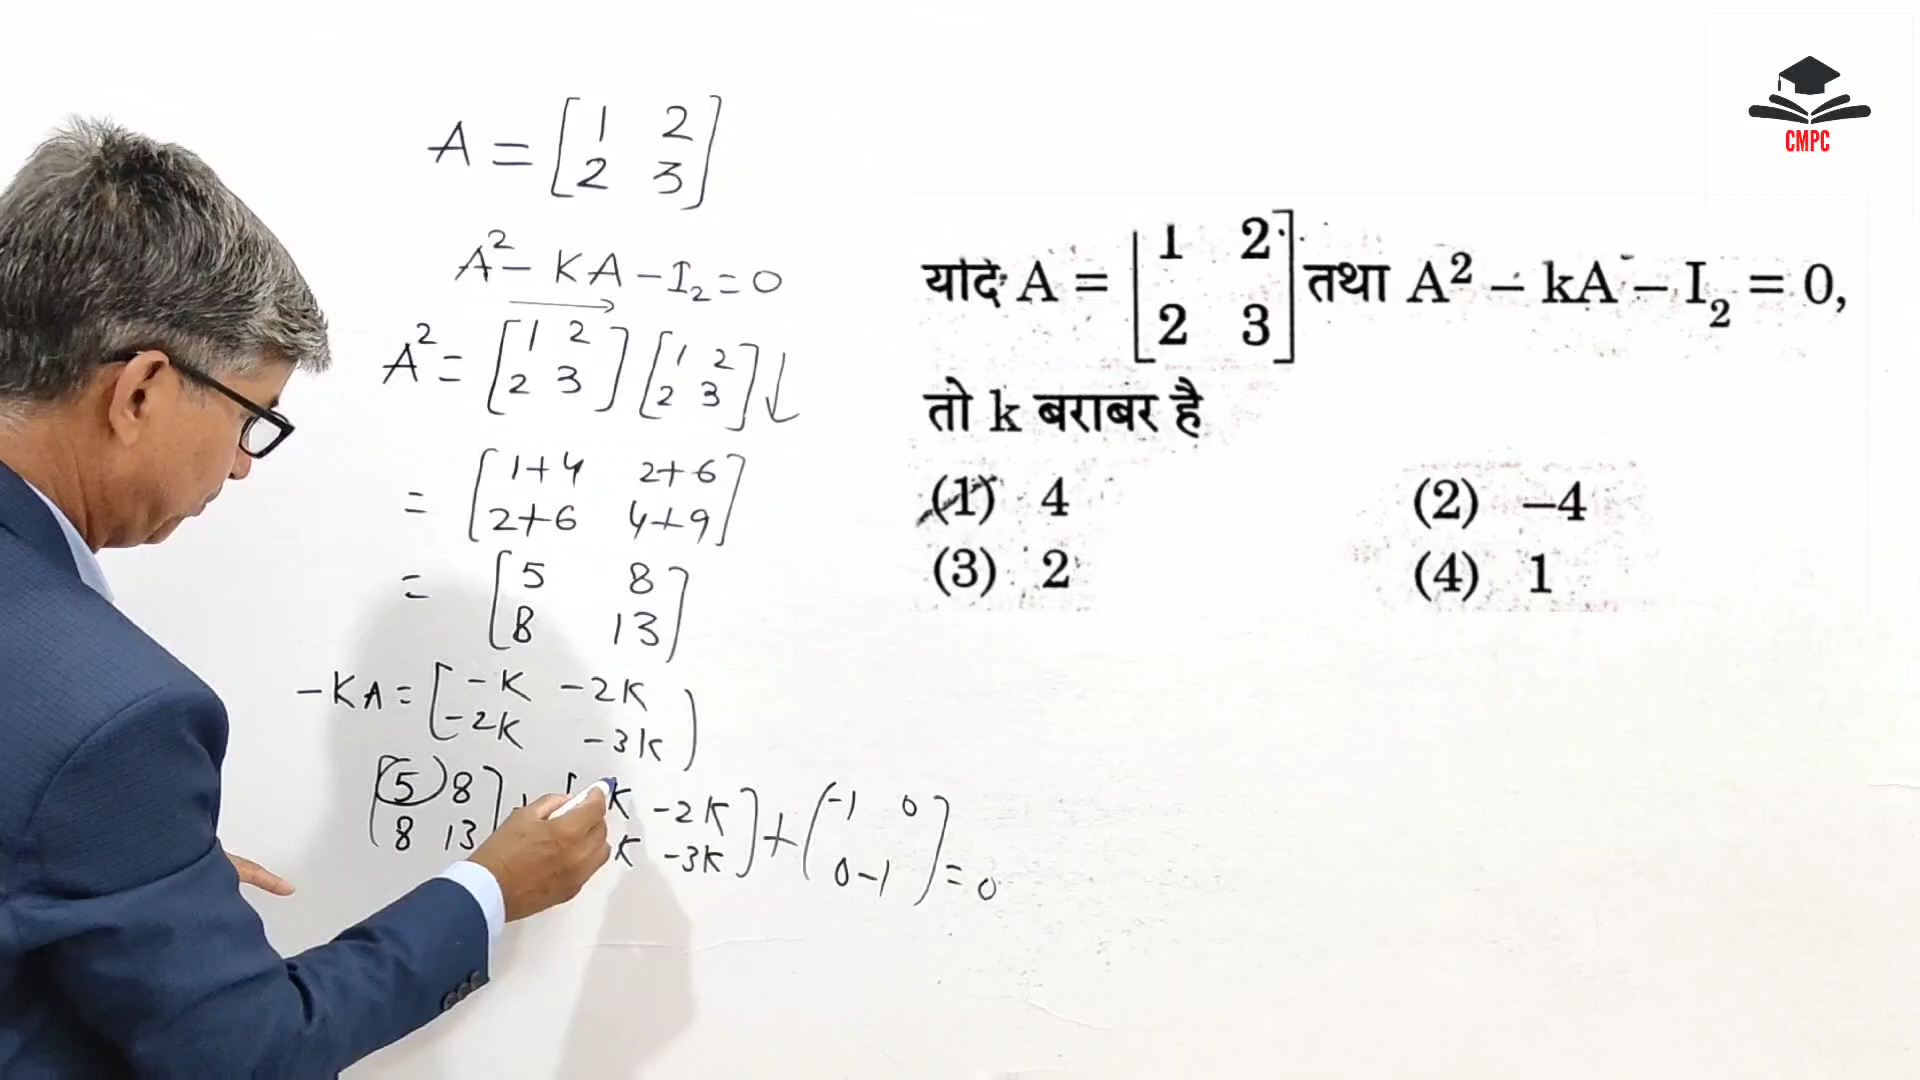 CMPC
A = [1 2
2 3]
A² - KA - I₂ = 0
A² = [1 2
2 3] [1 2
2 3]
= [1+4 2+6
2+6 4+9]
= [5 8
8 13]
-KA = [-K -2K
-2K -3K)
[5 8
8 13 K -2K
K -3K] + (-1 0
0 -1) = 0
यदि A = [1 2
2 3] तथा A² – kA – I₂ = 0,
तो k बराबर है
(1) 4 (2) –4
(3) 2 (4) 1